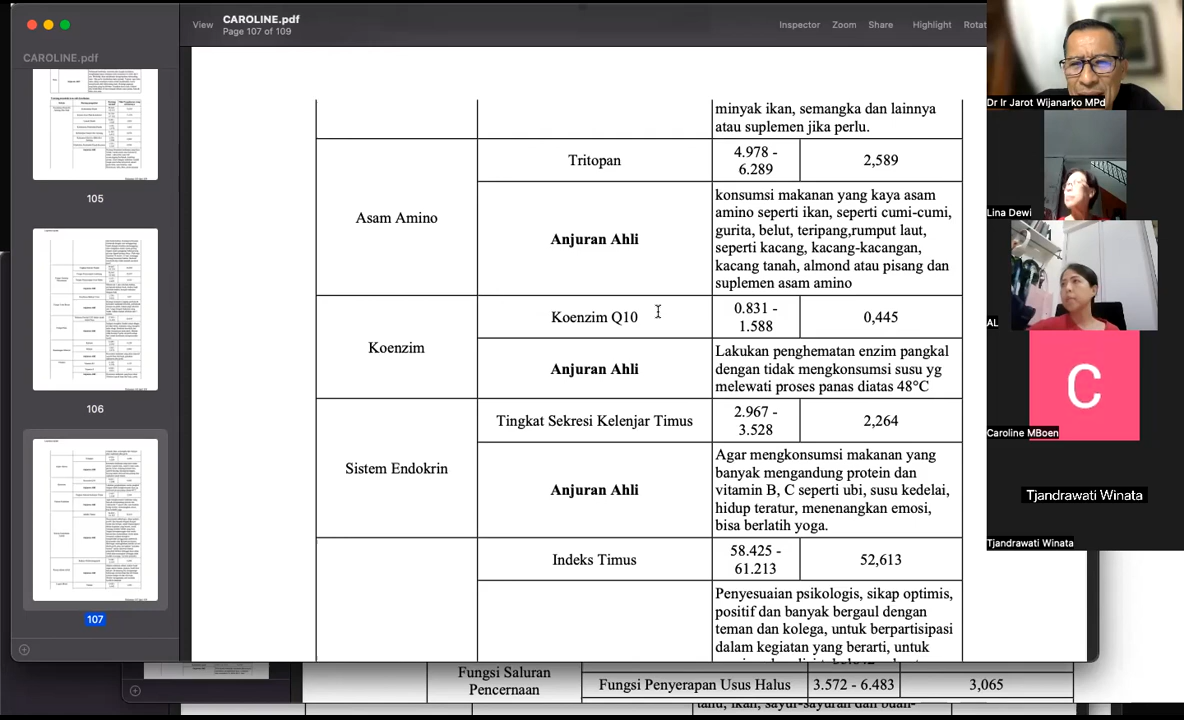 View
CAROLINE.pdf
Page 107 of 109
Inspector
Zoom
Share
Highlight
Rotat
CAROLINE.pdf
105
106
107
minyak ikan, serangka dan lainnya
atau suplemen jika perlu.
Tritopan
4.978 -
6.289
2,589
Asam Amino
Anjuran Ahli
konsumsi makanan yang kaya asam
amino seperti ikan, seperti cumi-cumi,
gurita, belut, teripang,rumput laut,
seperti kacang, kacang-kacangan,
kacang tanah, almond atau pisang dan
suplemen asam amino
Koenzim
Koenzim Q10
0.831 -
1.588
0,445
Anjuran Ahli
Lakukan penghematan enzim pangkal
dengan tidak mengkonsumsi susu yg
melewati proses panas diatas 48°C
Sistem Endokrin
Tingkat Sekresi Kelenjar Timus
2.967 -
3.528
2,264
Anjuran Ahli
Agar mengkonsumsi makanan yang
banyak mengandung protein dan
vitamin B, C seperti ubi, susu kedelai,
hidup teratur, menenangkan emosi,
bisa berlatih yoga.
Indeks Timus
58.425 -
61.213
52,613
Penyesuaian psikologis, sikap optimis,
positif dan banyak bergaul dengan
teman dan kolega, untuk berpartisipasi
dalam kegiatan yang berarti, untuk
Fungsi Saluran
Pencernaan
Fungsi Penyerapan Usus Halus
3.572 - 6.483
3,065
tahu, ikan, sayur-sayuran dan buah-
Dr Ir Jarot Wijanarko MPd
Lina Dewi
AL
C
Caroline MBoen
Tjandrawati Winata
Tjandrawati Winata